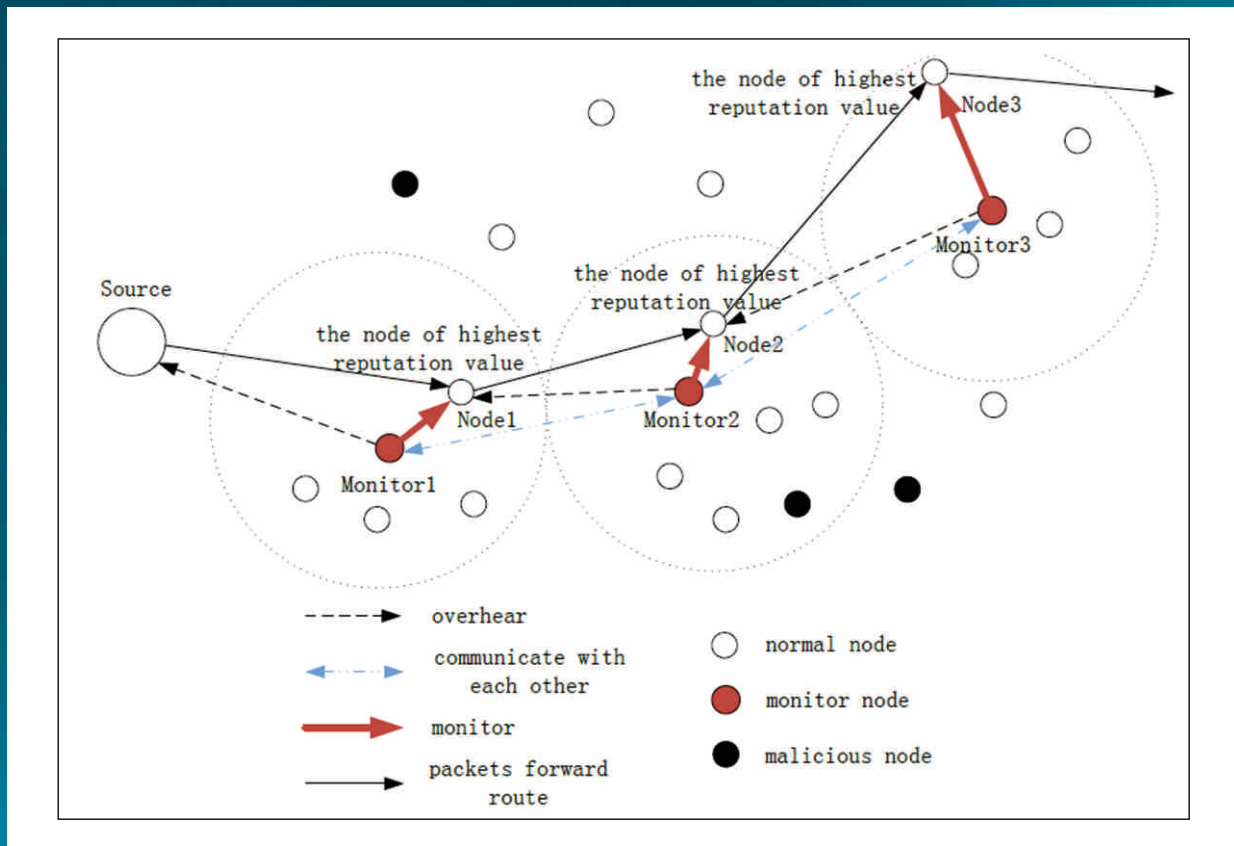 the node of highest
reputation value
Node3
Monitor3
the node of highest
reputation value
Source
the node of highest
reputation value
Node2
Node1
Monitor2
Monitor1
overhear
communicate with
each other
monitor
packets forward
route
normal node
monitor node
malicious node